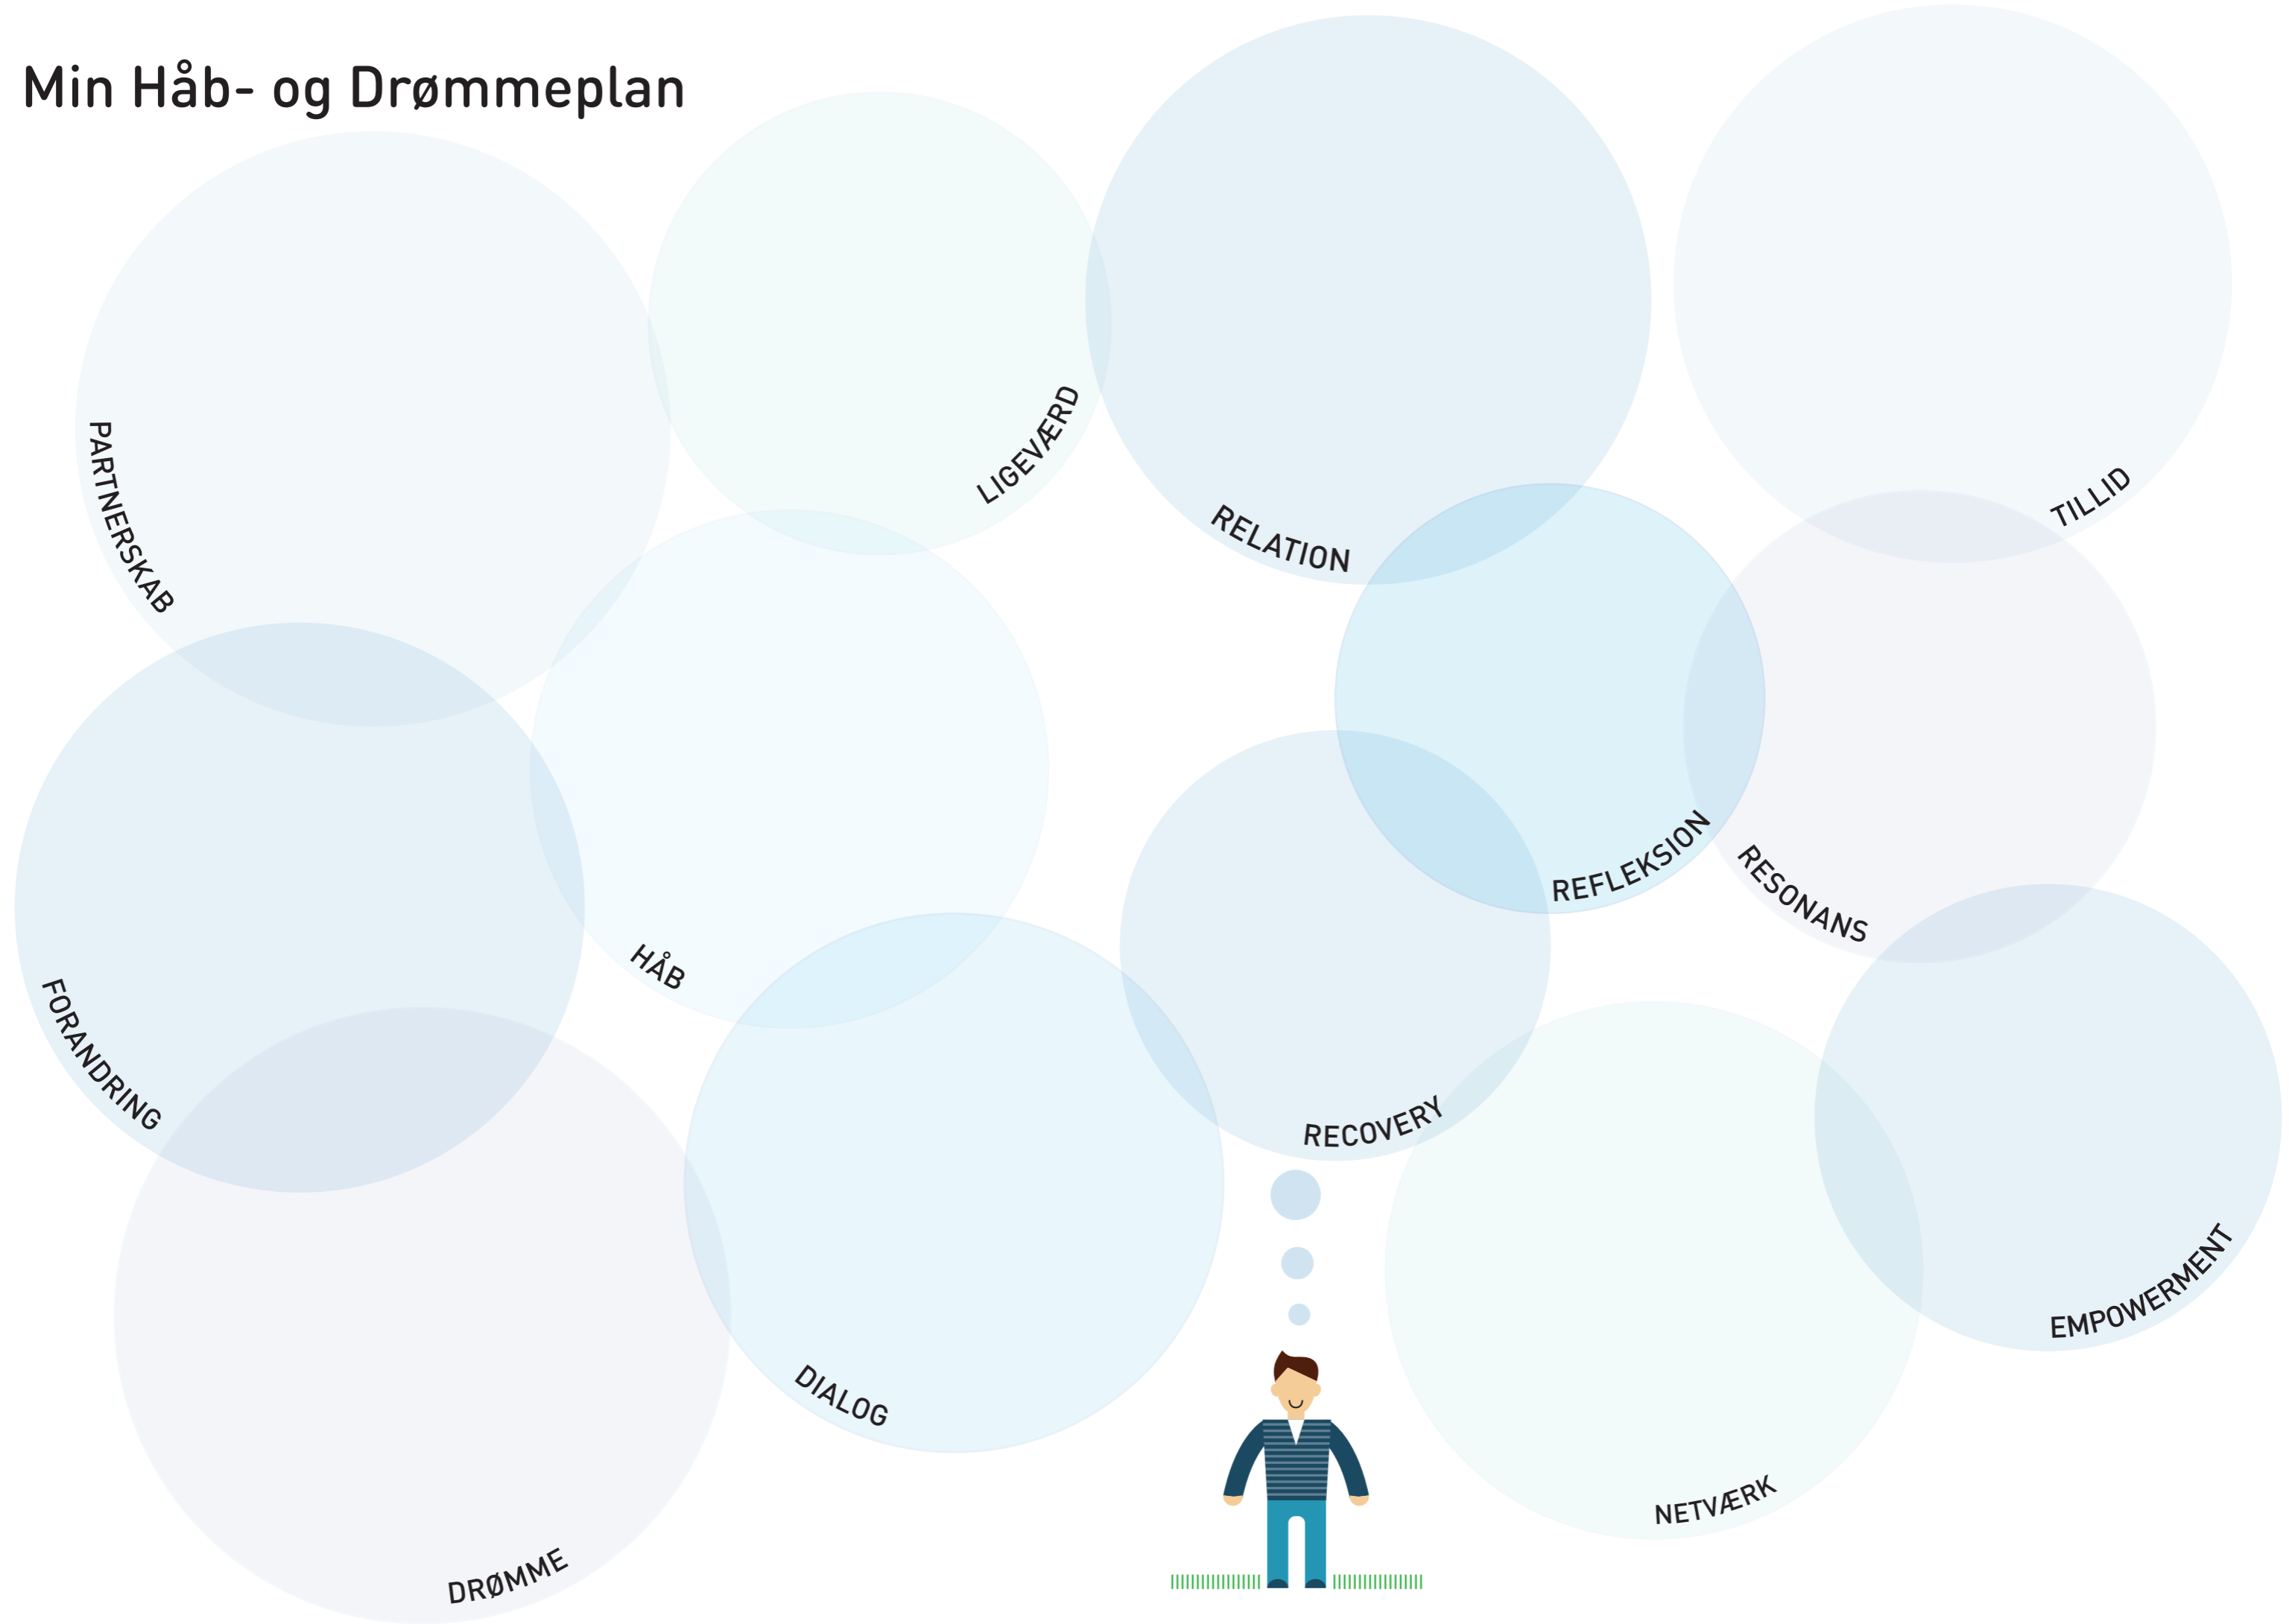 Min Håb- og Drømmeplan
PARTNERSKAB
LIGEVÆRD
RELATION
TILLID
FORANDRING
HÅB
REFLEKSION
RESONANS
RECOVERY
DRØMME
DIALOG
NETVÆRK
EMPOWERMENT